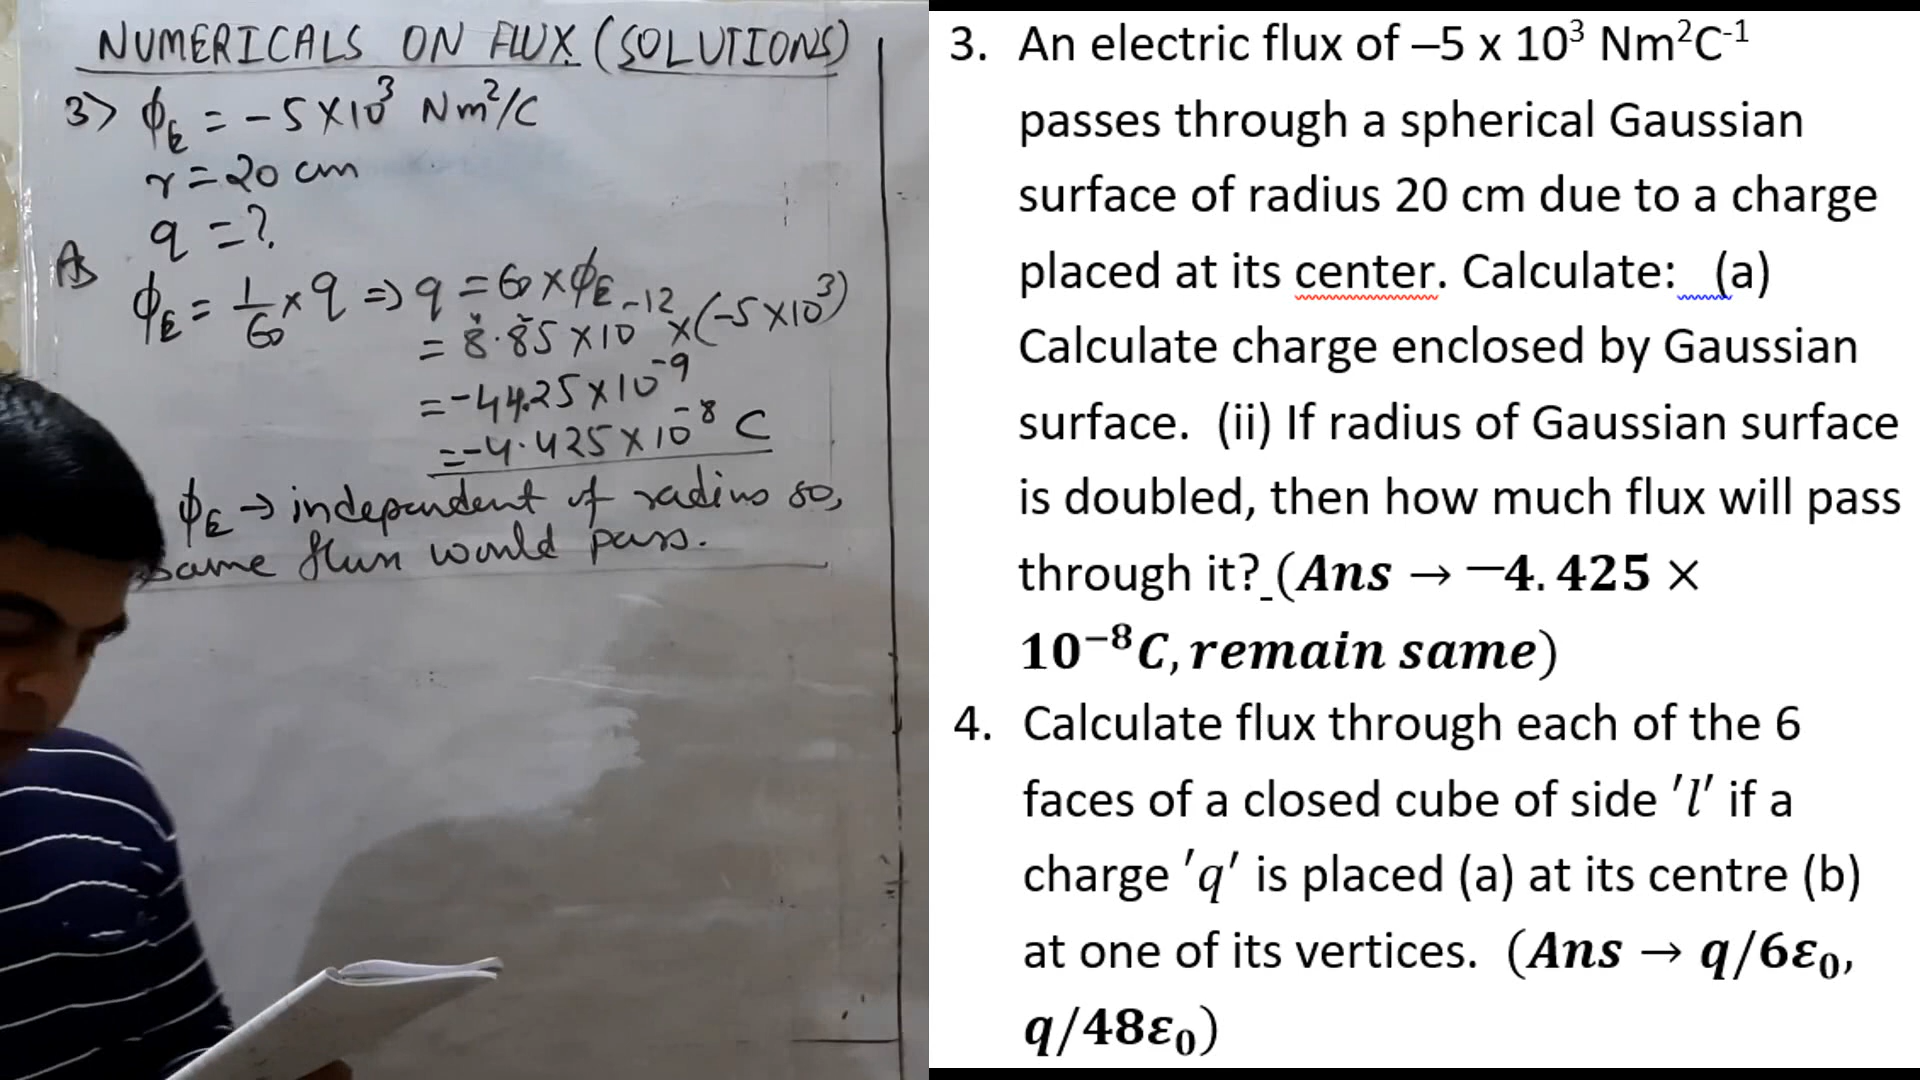 NUMERICALS ON FLUX (SOLUTIONS)
3> ϕ_E = -5×10³ Nm²/C
r = 20 cm
q = ?
As
ϕ_E = 1/ϵ₀ × q ⇒ q = ϵ₀ × ϕ_E
= 8.85 × 10⁻¹² × (-5 × 10³)
= -44.25 × 10⁻⁹
= -4.425 × 10⁻⁸ C
ϕ_E → independent of radius so,
same flux would pass.
3. An electric flux of –5 x 10³ Nm²C⁻¹
passes through a spherical Gaussian
surface of radius 20 cm due to a charge
placed at its center. Calculate: (a)
Calculate charge enclosed by Gaussian
surface. (ii) If radius of Gaussian surface
is doubled, then how much flux will pass
through it? (Ans → −4.425 ×
10⁻⁸C, remain same)
4. Calculate flux through each of the 6
faces of a closed cube of side 'l' if a
charge 'q' is placed (a) at its centre (b)
at one of its vertices. (Ans → q/6ε₀,
q/48ε₀)